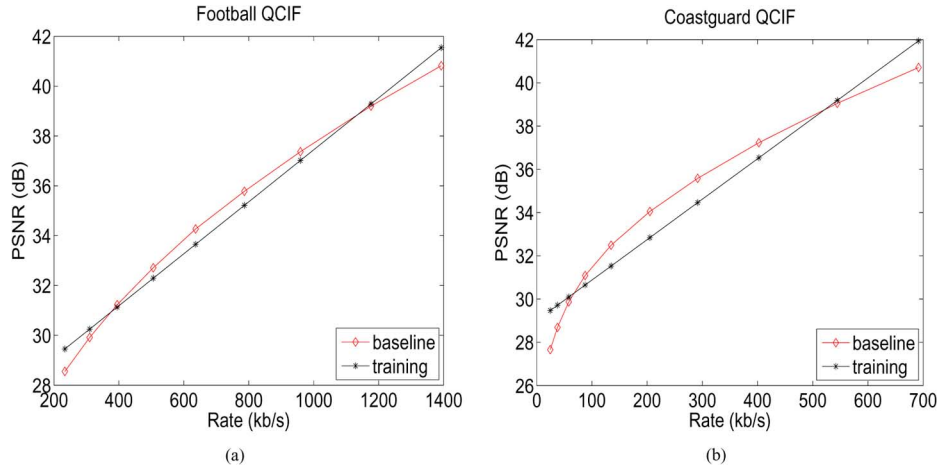 Football QCIF
42
40
38
36
34
32
30
28
PSNR (dB)
200 400 600 800 1000 1200 1400
Rate (kb/s)
baseline
training
(a)
Coastguard QCIF
42
40
38
36
34
32
30
28
26
PSNR (dB)
0 100 200 300 400 500 600 700
Rate (kb/s)
baseline
training
(b)